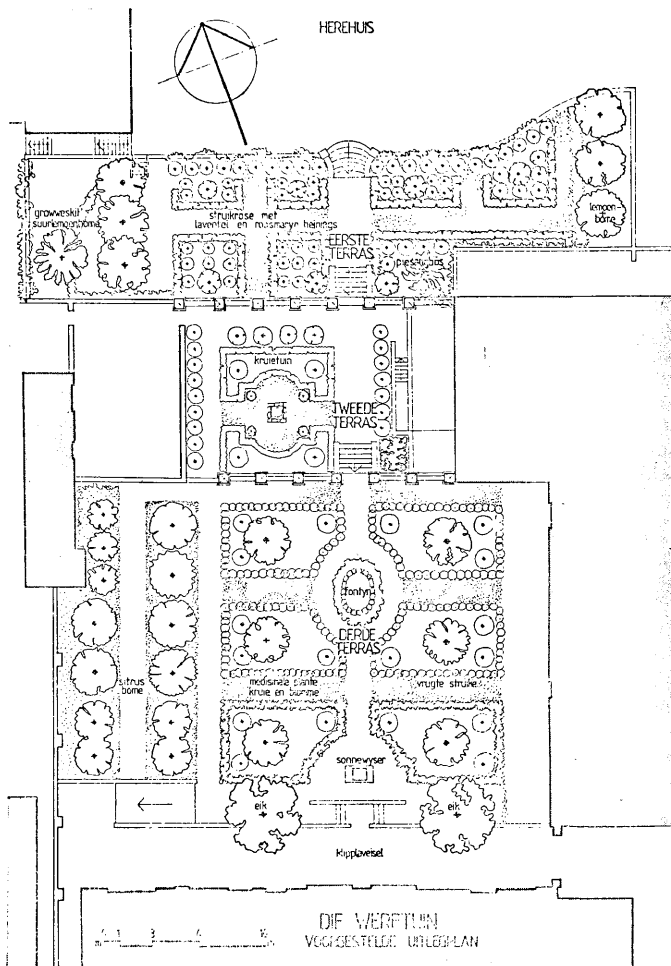 HEREHUIS
growweskil
suurlemoenbome
struikrose met
laventel en roosmaryn heinings
lemoen
bome
EERSTE
TERRAS
kruietuin
TWEEDE
TERRAS
fontyn
DERDE
TERRAS
sitrus
bome
medisinale plante
kruie en blomme
vrugte struike
sonnewyser
eik
eik
klipplaveisel
DIE WERFTUIN
VOORGESTELDE UITLEGPLAN